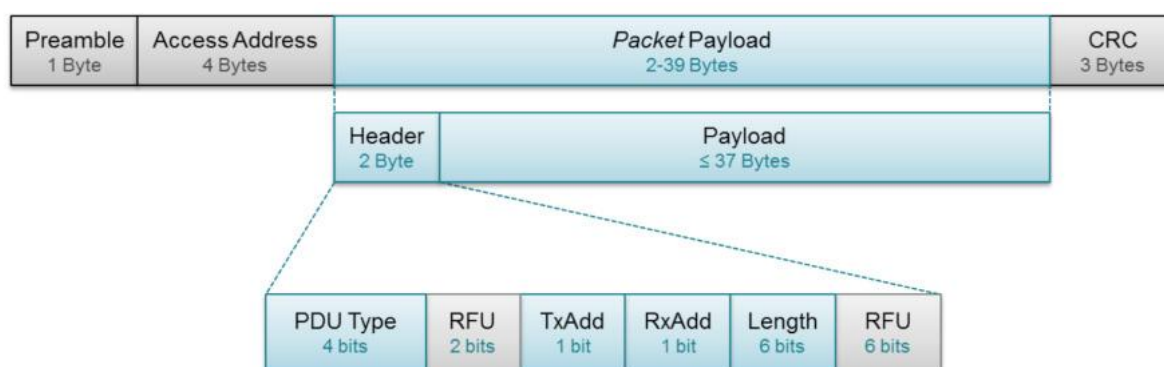 Preamble
1 Byte
Access Address
4 Bytes
Packet Payload
2-39 Bytes
CRC
3 Bytes
Header
2 Byte
Payload
≤ 37 Bytes
PDU Type
4 bits
RFU
2 bits
TxAdd
1 bit
RxAdd
1 bit
Length
6 bits
RFU
6 bits